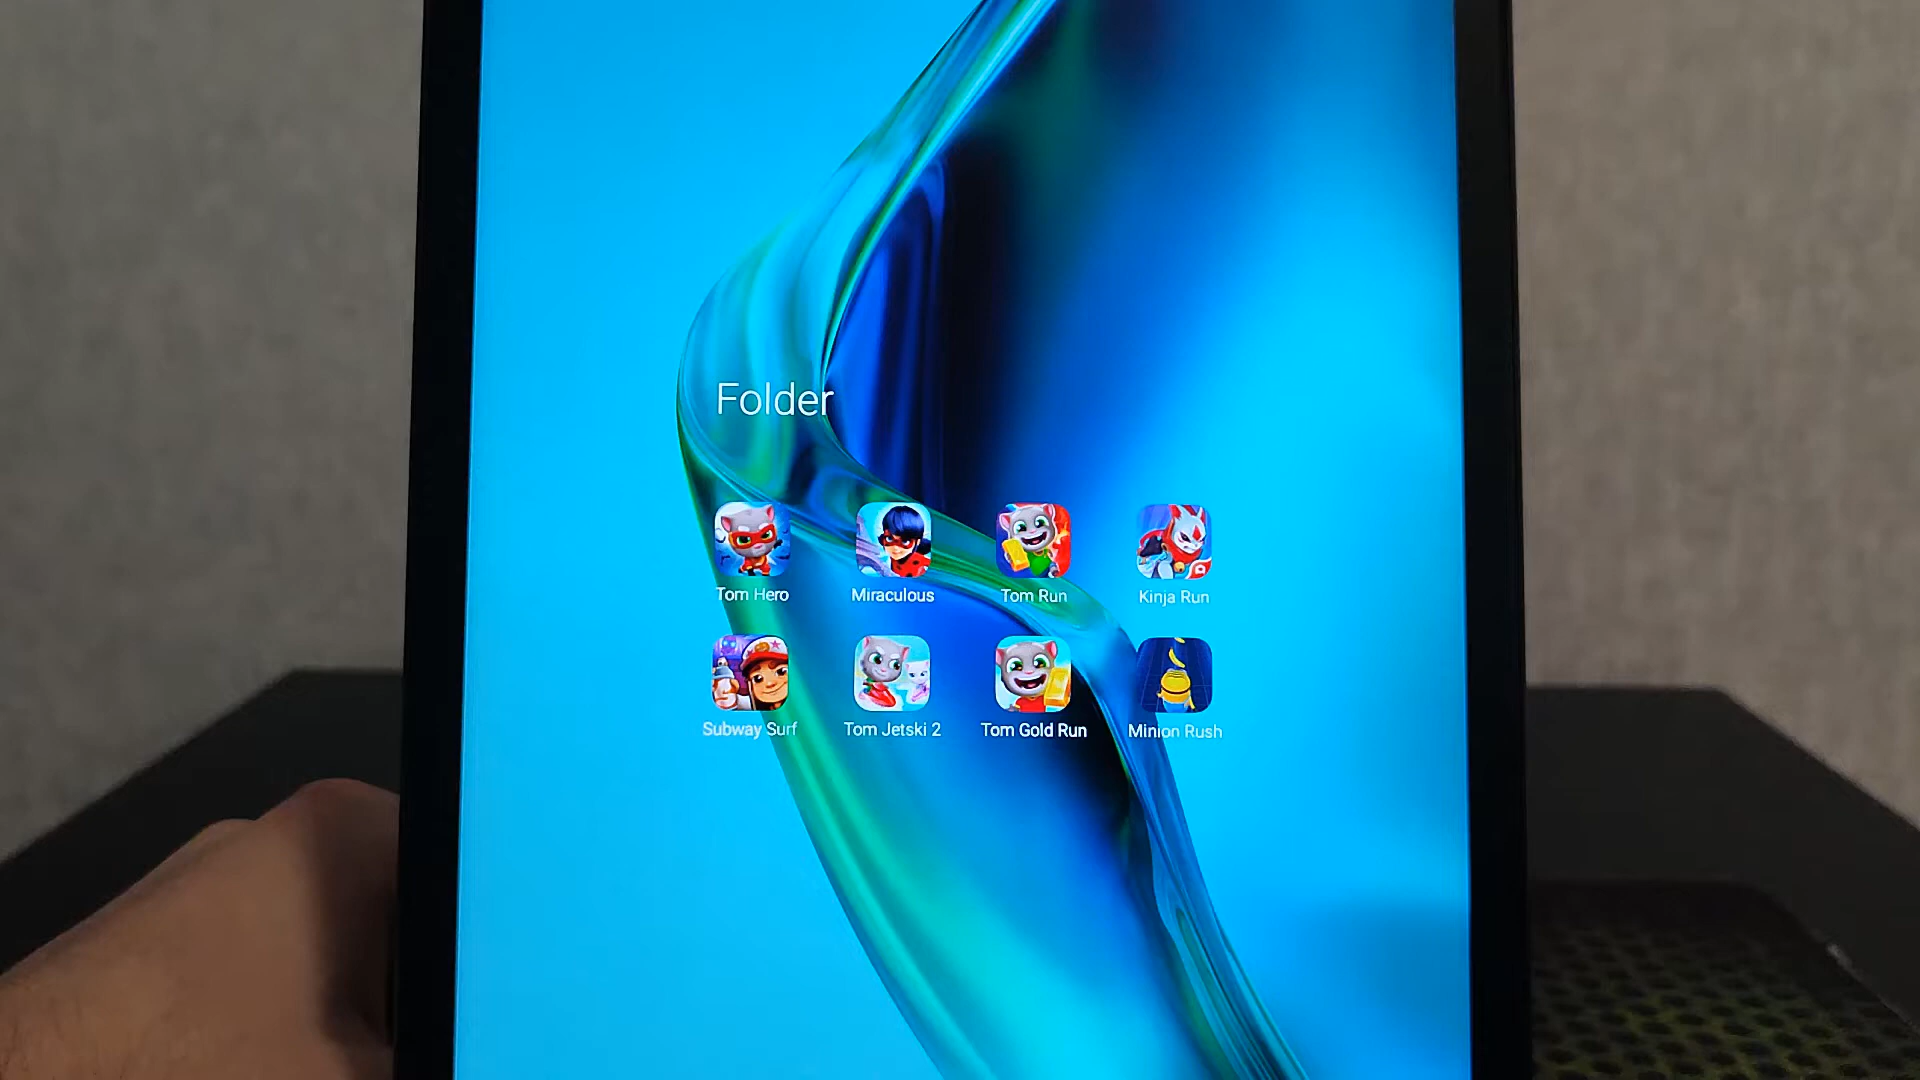 Folder
Tom Hero
Miraculous
Tom Run
Kinja Run
Subway Surf
Tom Jetski 2
Tom Gold Run
Minion Rush